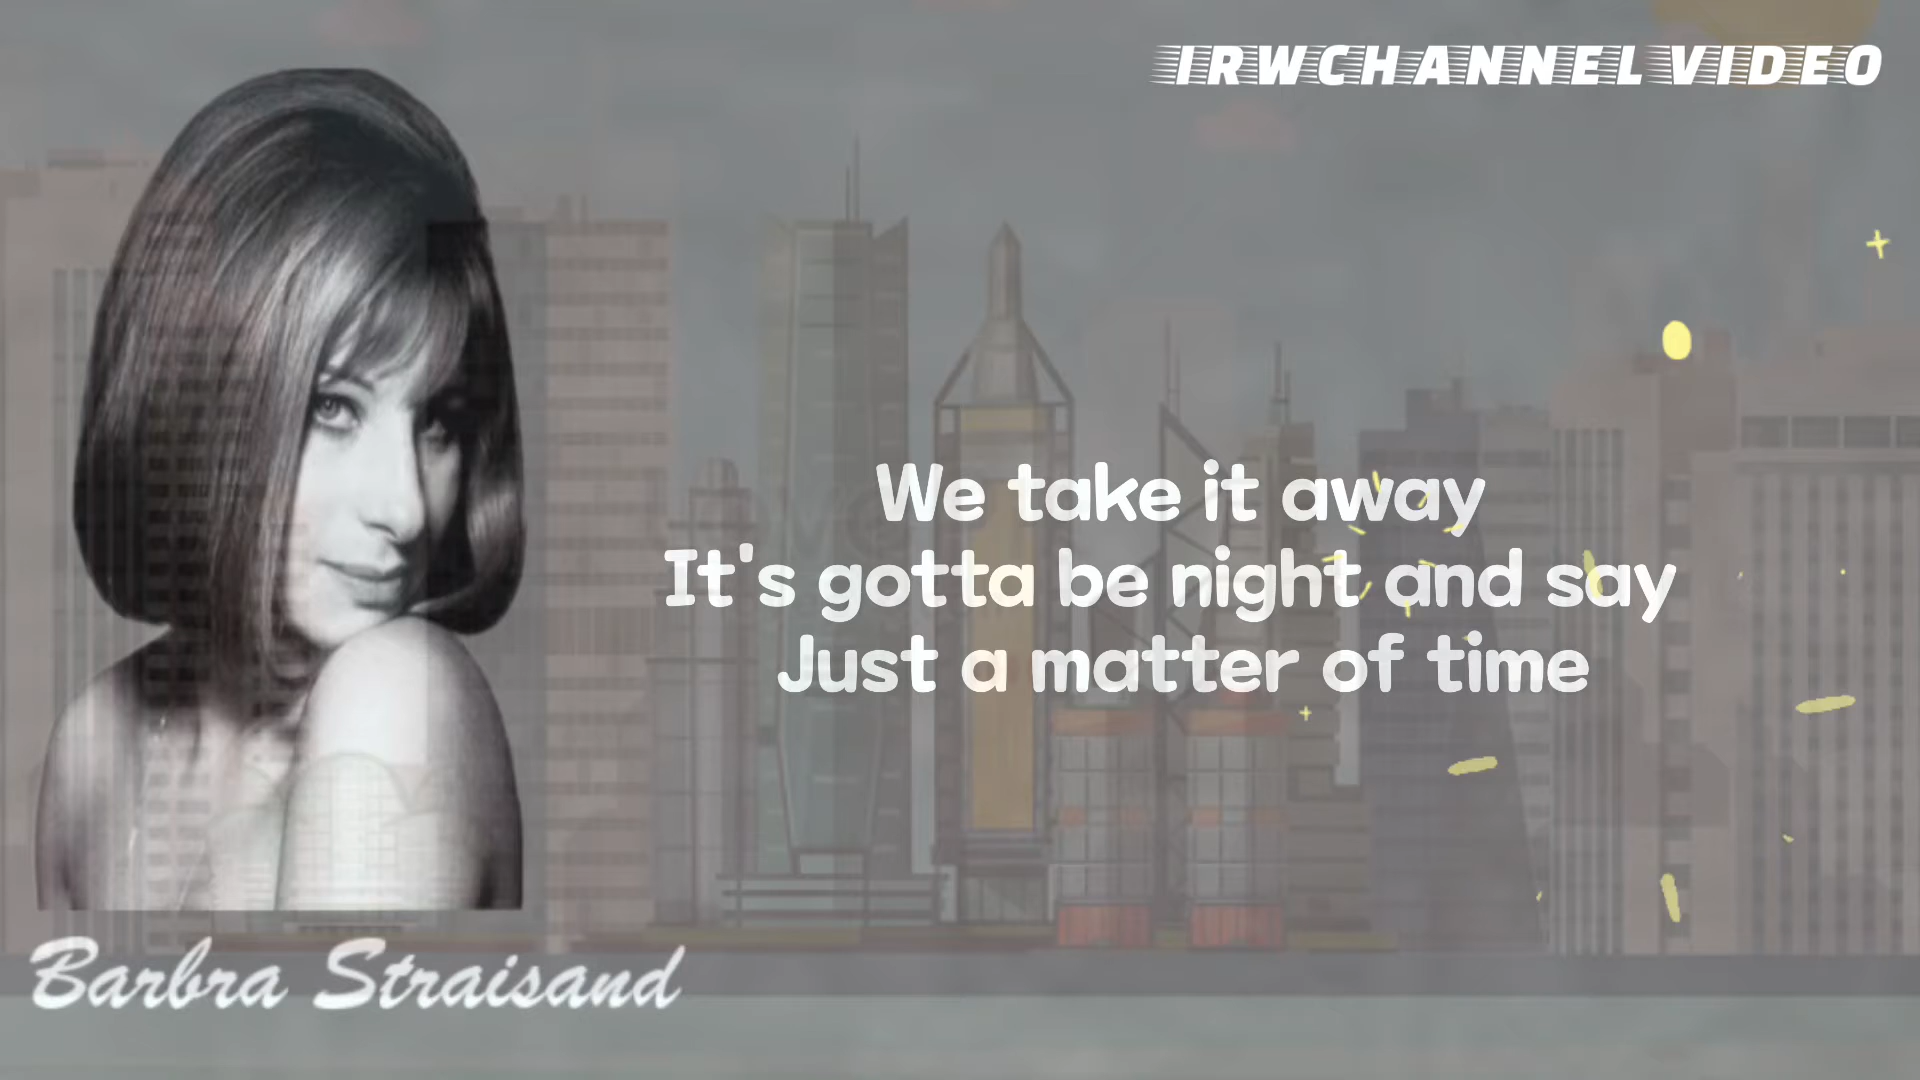 IRWCHANNEL VIDEO
We take it away
It's gotta be night and say
Just a matter of time
Barbra Straisand